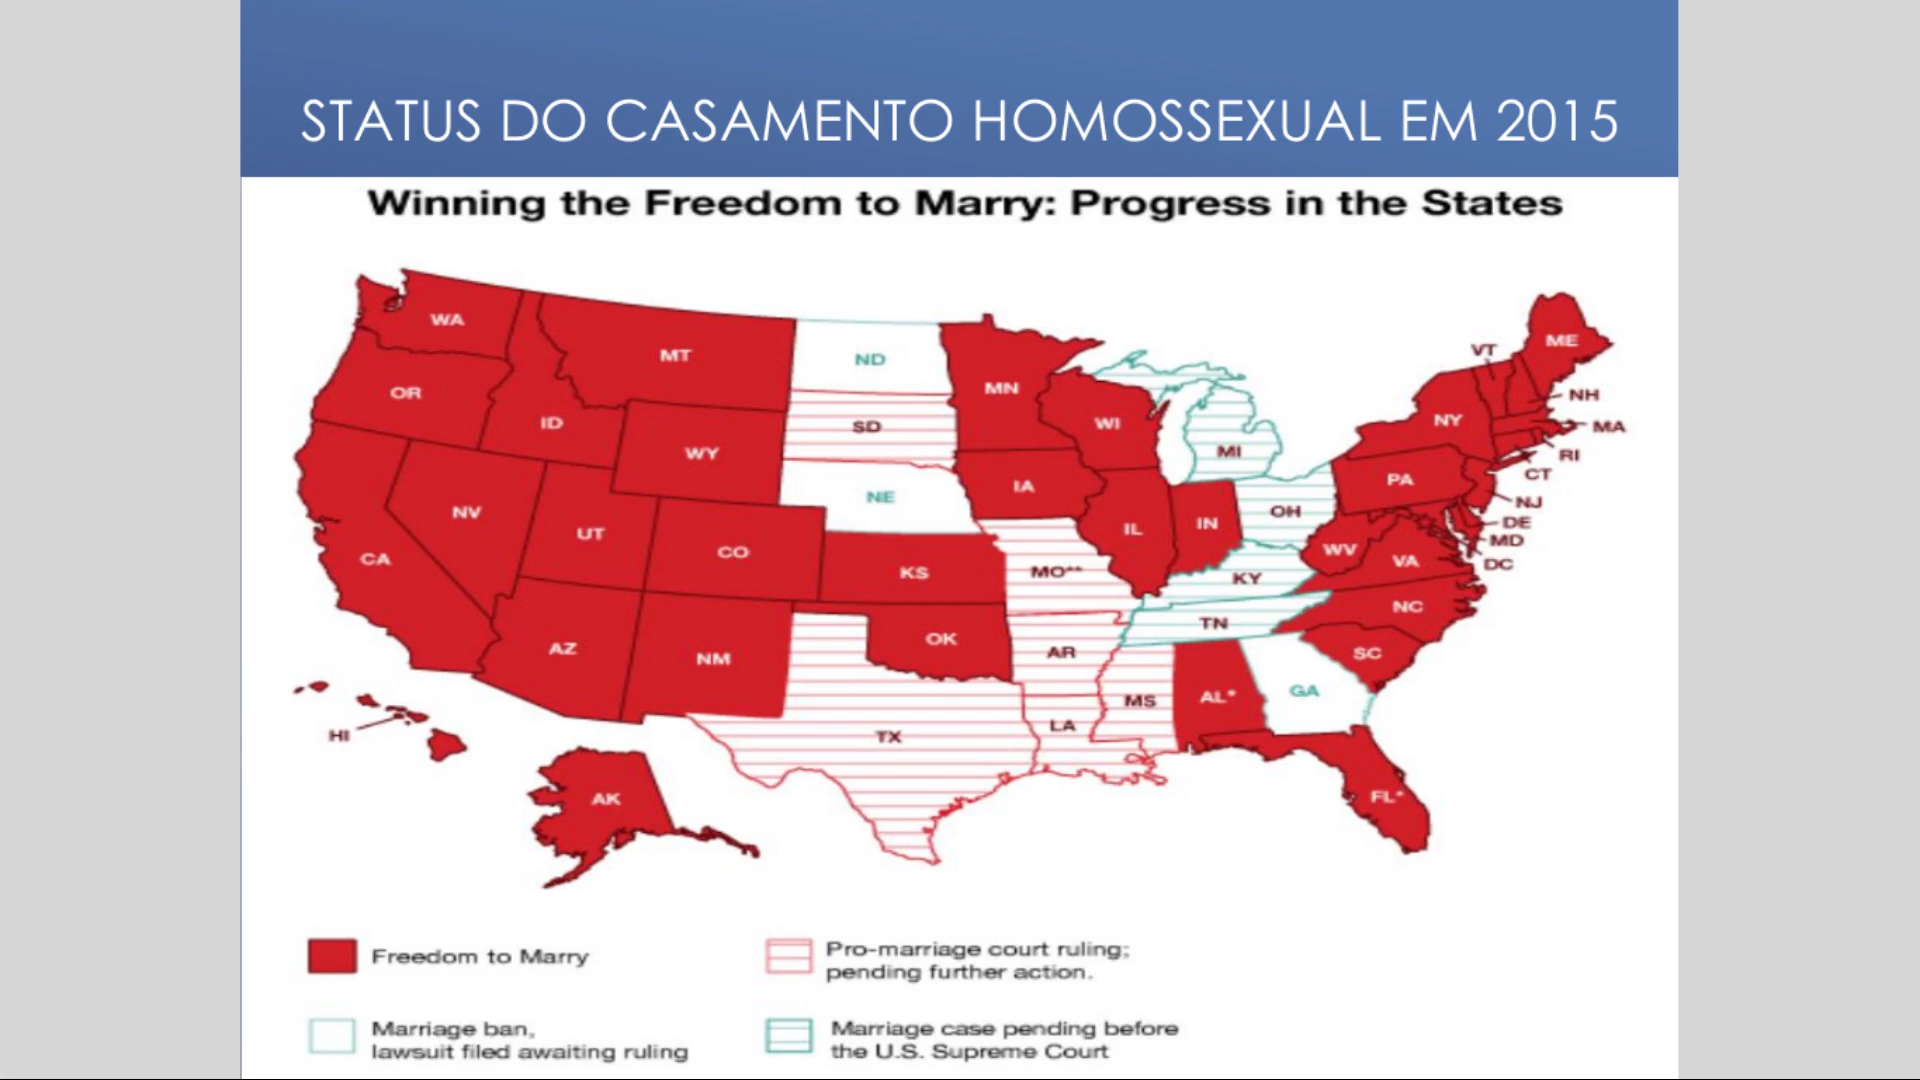 STATUS DO CASAMENTO HOMOSSEXUAL EM 2015
Winning the Freedom to Marry: Progress in the States
WA
MT
ND
MN
ME
VT
OR
ID
WY
SD
WI
MI
NY
NH
MA
RI
CT
NV
UT
CO
NE
IA
IL
IN
OH
PA
NJ
DE
MD
DC
CA
KS
MO**
KY
WV
VA
AZ
NM
OK
AR
TN
NC
SC
HI
AK
TX
LA
MS
AL*
GA
FL*
Freedom to Marry
Pro-marriage court ruling;
pending further action.
Marriage ban,
lawsuit filed awaiting ruling
Marriage case pending before
the U.S. Supreme Court